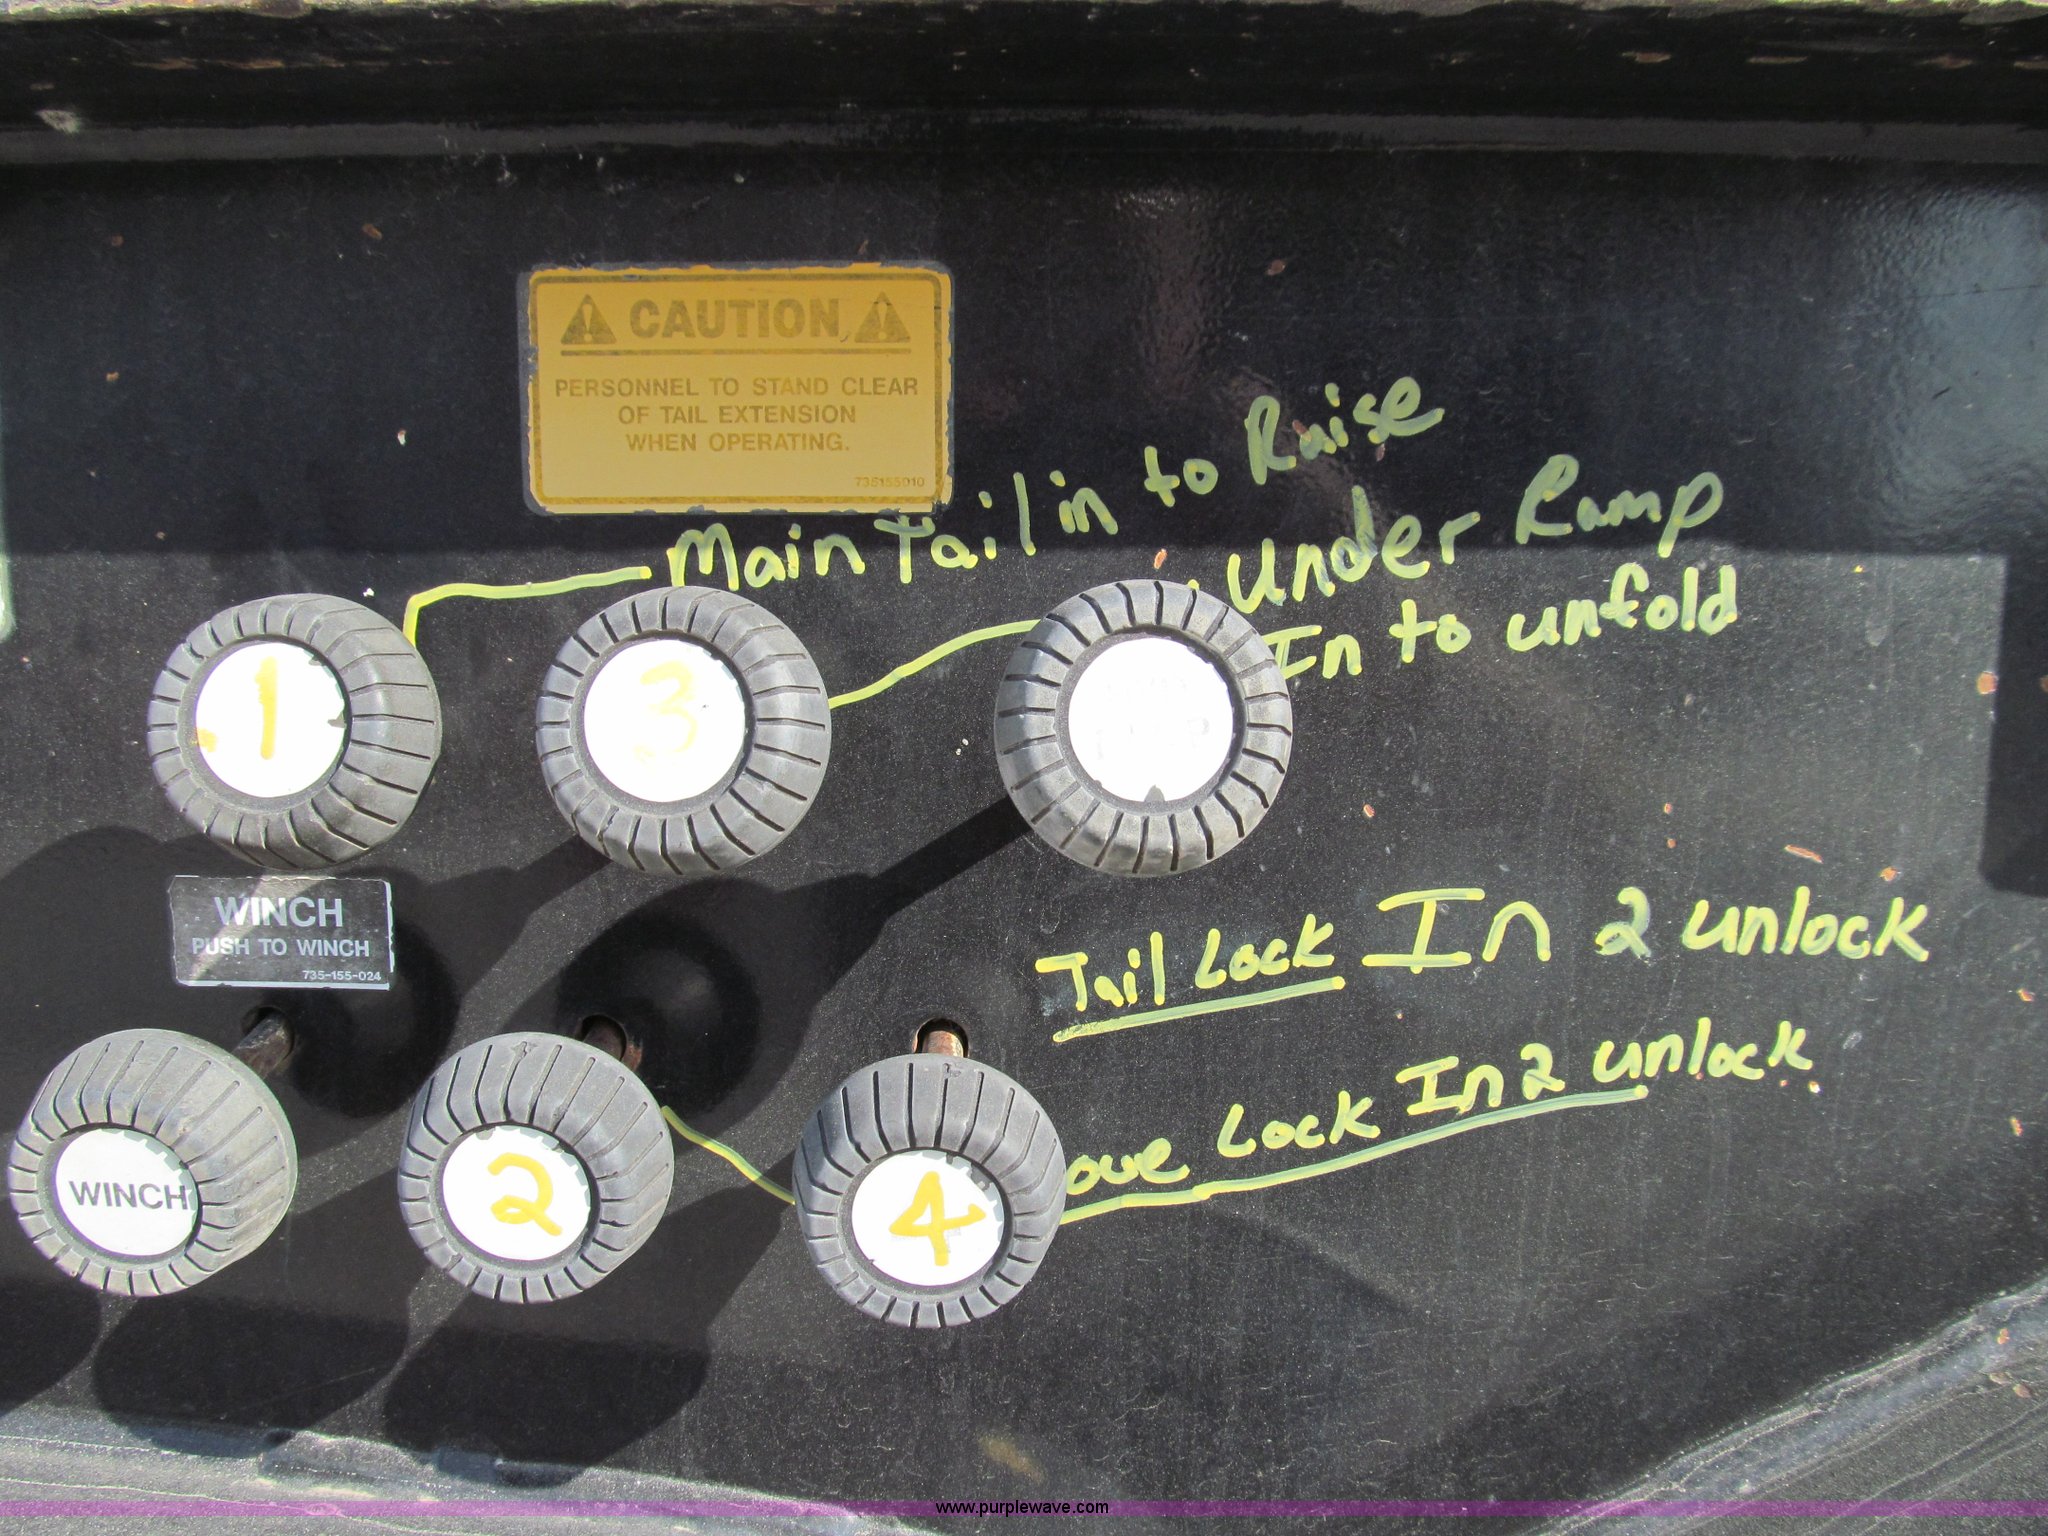 CAUTION
PERSONNEL TO STAND CLEAR
OF TAIL EXTENSION
WHEN OPERATING.
735155010
Main Tail in to Raise
Under Ramp
In to unfold
1
3
WINCH
PUSH TO WINCH
735-155-024
Tail Lock In 2 unlock
ove Lock In 2 unlock
WINCH
2
4
www.purplewave.com